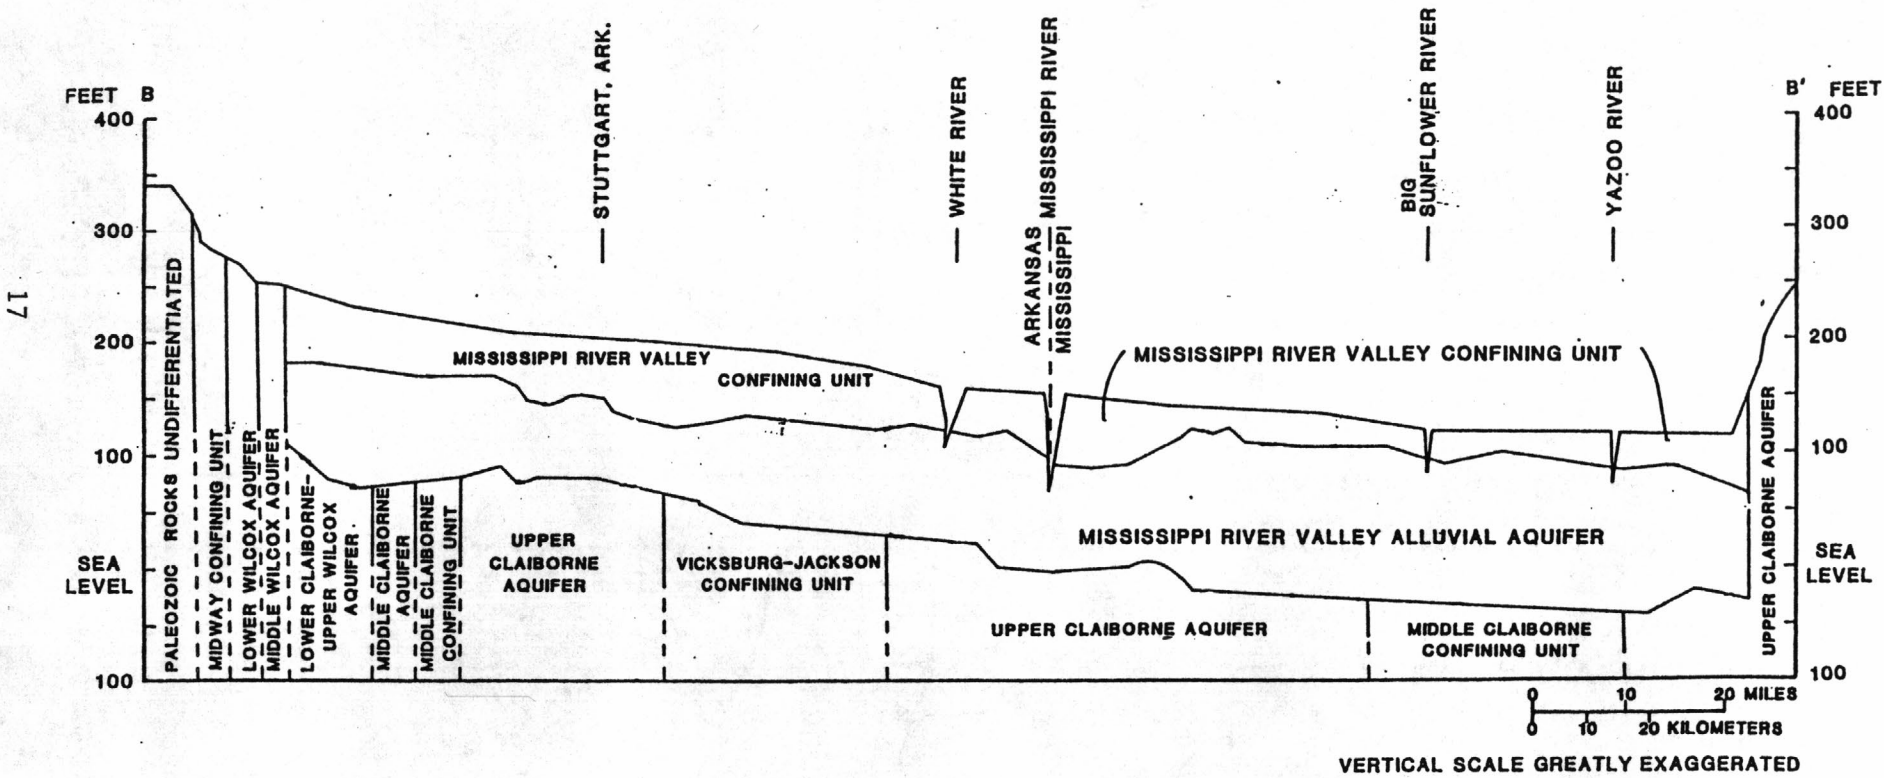 FEET B
400
300
200
100
SEA
LEVEL
100
17
STUTTGART, ARK.
WHITE RIVER
MISSISSIPPI RIVER
ARKANSAS
MISSISSIPPI
BIG
SUNFLOWER RIVER
YAZOO RIVER
B' FEET
400
300
200
100
SEA
LEVEL
100
MISSISSIPPI RIVER VALLEY
CONFINING UNIT
MISSISSIPPI RIVER VALLEY CONFINING UNIT
MISSISSIPPI RIVER VALLEY ALLUVIAL AQUIFER
PALEOZOIC ROCKS UNDIFFERENTIATED
MIDWAY CONFINING UNIT
LOWER WILCOX AQUIFER
MIDDLE WILCOX AQUIFER
LOWER CLAIBORNE-
UPPER WILCOX
AQUIFER
MIDDLE CLAIBORNE
AQUIFER
MIDDLE CLAIBORNE
CONFINING UNIT
UPPER
CLAIBORNE
AQUIFER
VICKSBURG-JACKSON
CONFINING UNIT
UPPER CLAIBORNE AQUIFER
MIDDLE CLAIBORNE
CONFINING UNIT
UPPER CLAIBORNE AQUIFER
0 10 20 MILES
0 10 20 KILOMETERS
VERTICAL SCALE GREATLY EXAGGERATED